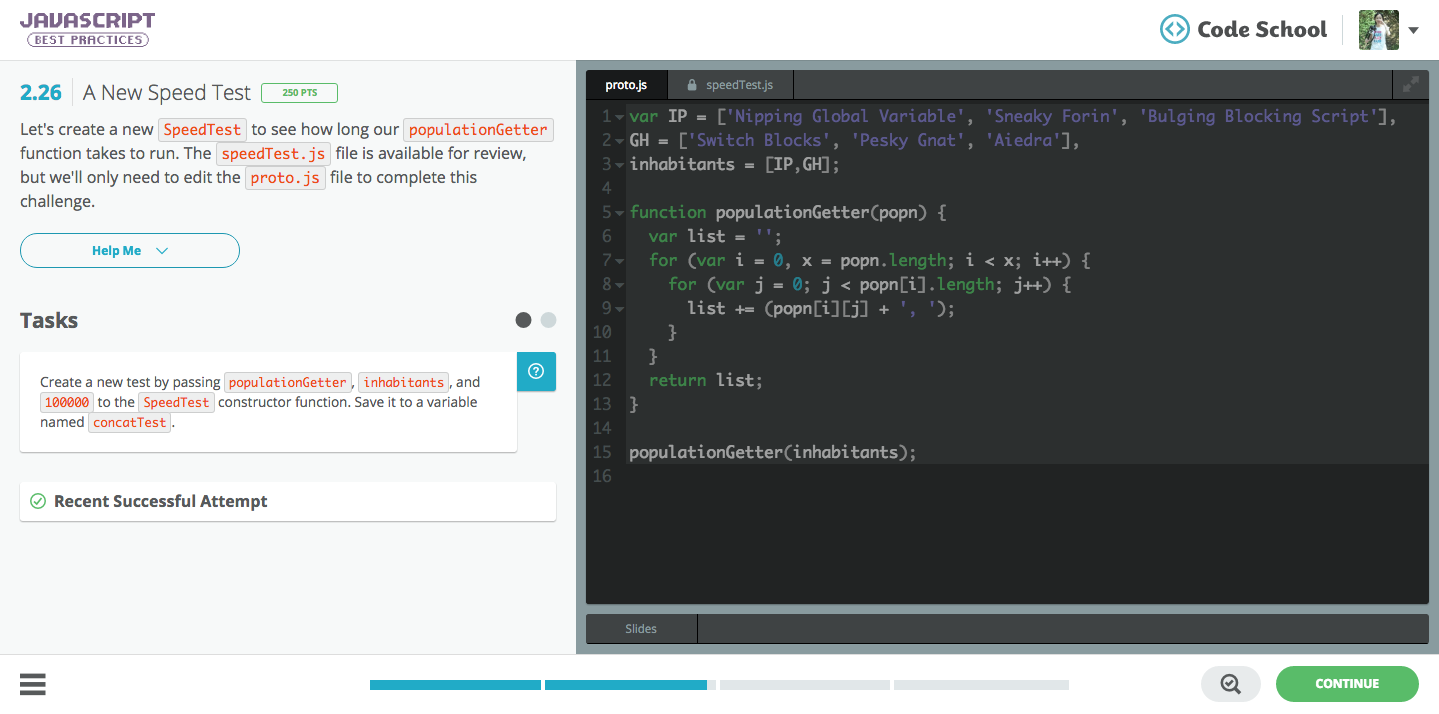 JAVASCRIPT
BEST PRACTICES
Code School
2.26 A New Speed Test 250 PTS
Let's create a new SpeedTest to see how long our populationGetter
function takes to run. The speedTest.js file is available for review,
but we'll only need to edit the proto.js file to complete this
challenge.
Help Me
Tasks
Create a new test by passing populationGetter, inhabitants, and
100000 to the SpeedTest constructor function. Save it to a variable
named concatTest.
Recent Successful Attempt
proto.js speedTest.js
1 var IP = ['Nipping Global Variable', 'Sneaky Forin', 'Bulging Blocking Script'],
2 GH = ['Switch Blocks', 'Pesky Gnat', 'Aiedra'],
3 inhabitants = [IP,GH];
4
5 function populationGetter(popn) {
6   var list = '';
7   for (var i = 0, x = popn.length; i < x; i++) {
8     for (var j = 0; j < popn[i].length; j++) {
9       list += (popn[i][j] + ', ');
10     }
11   }
12   return list;
13 }
14
15 populationGetter(inhabitants);
16
Slides
CONTINUE